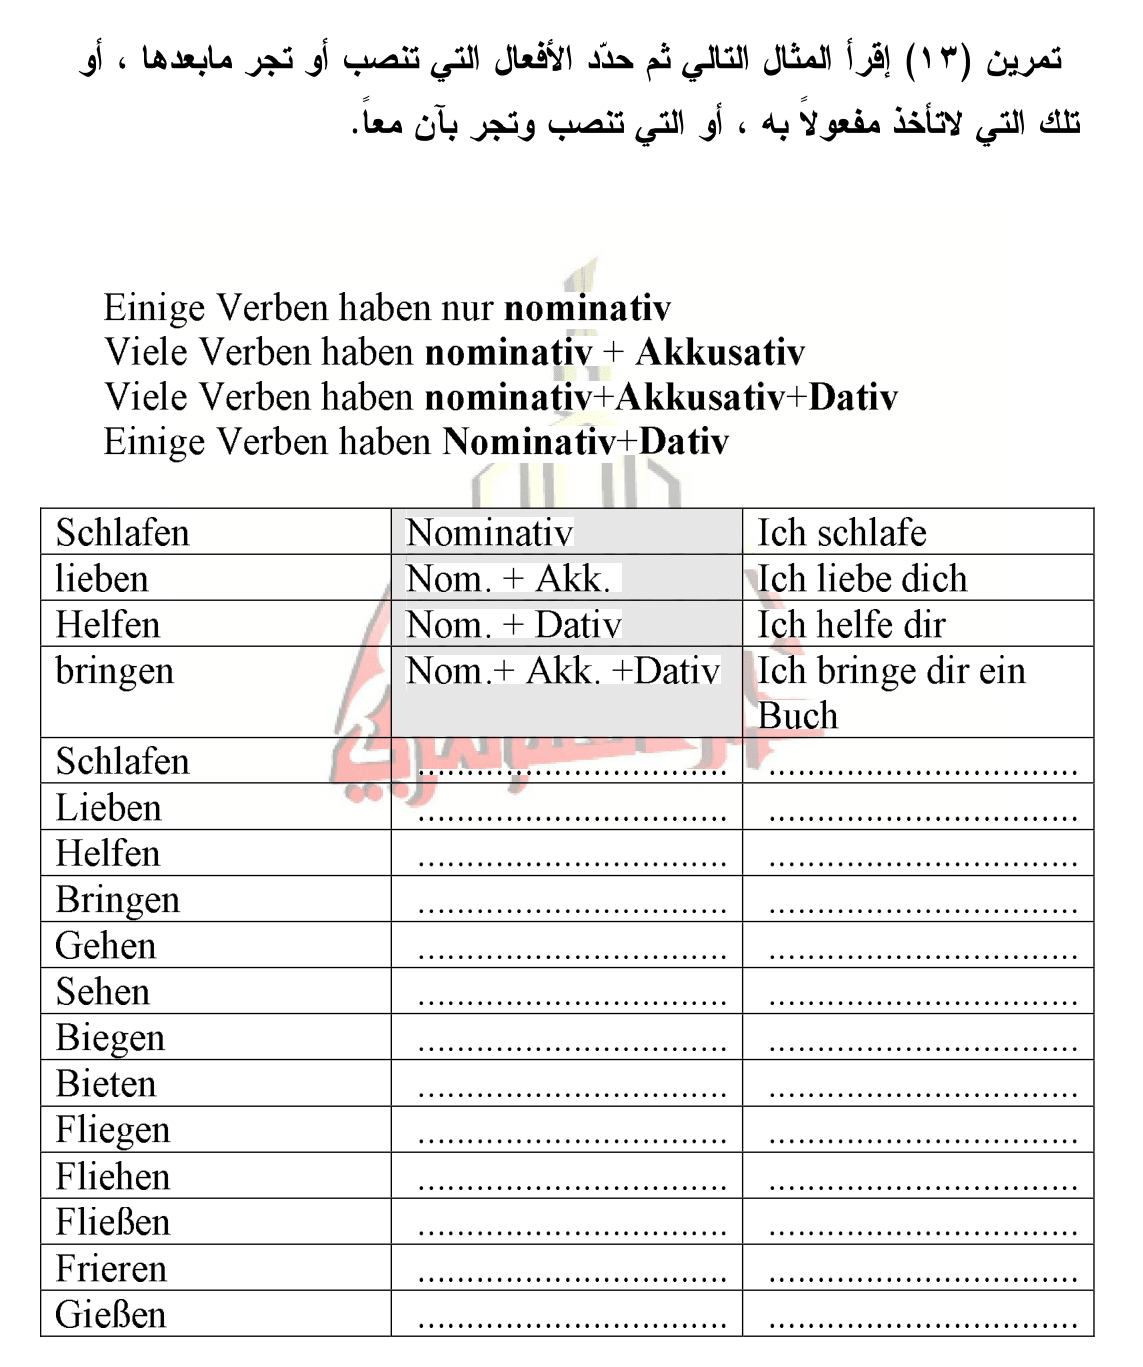 تمرين (١٣) إقرأ المثال التالي ثم حدّد الأفعال التي تنصب أو تجر مابعدها ، أو
تلك التي لاتأخذ مفعولاً به ، أو التي تنصب وتجر بآن معاً.
Einige Verben haben nur nominativ
Viele Verben haben nominativ + Akkusativ
Viele Verben haben nominativ+Akkusativ+Dativ
Einige Verben haben Nominativ+Dativ
Schlafen Nominativ Ich schlafe
lieben Nom. + Akk. Ich liebe dich
Helfen Nom. + Dativ Ich helfe dir
bringen Nom.+ Akk. +Dativ Ich bringe dir ein
Buch
Schlafen ................................ ................................
Lieben ................................ ................................
Helfen ................................ ................................
Bringen ................................ ................................
Gehen ................................ ................................
Sehen ................................ ................................
Biegen ................................ ................................
Bieten ................................ ................................
Fliegen ................................ ................................
Fliehen ................................ ................................
Fließen ................................ ................................
Frieren ................................ ................................
Gießen ................................ ................................